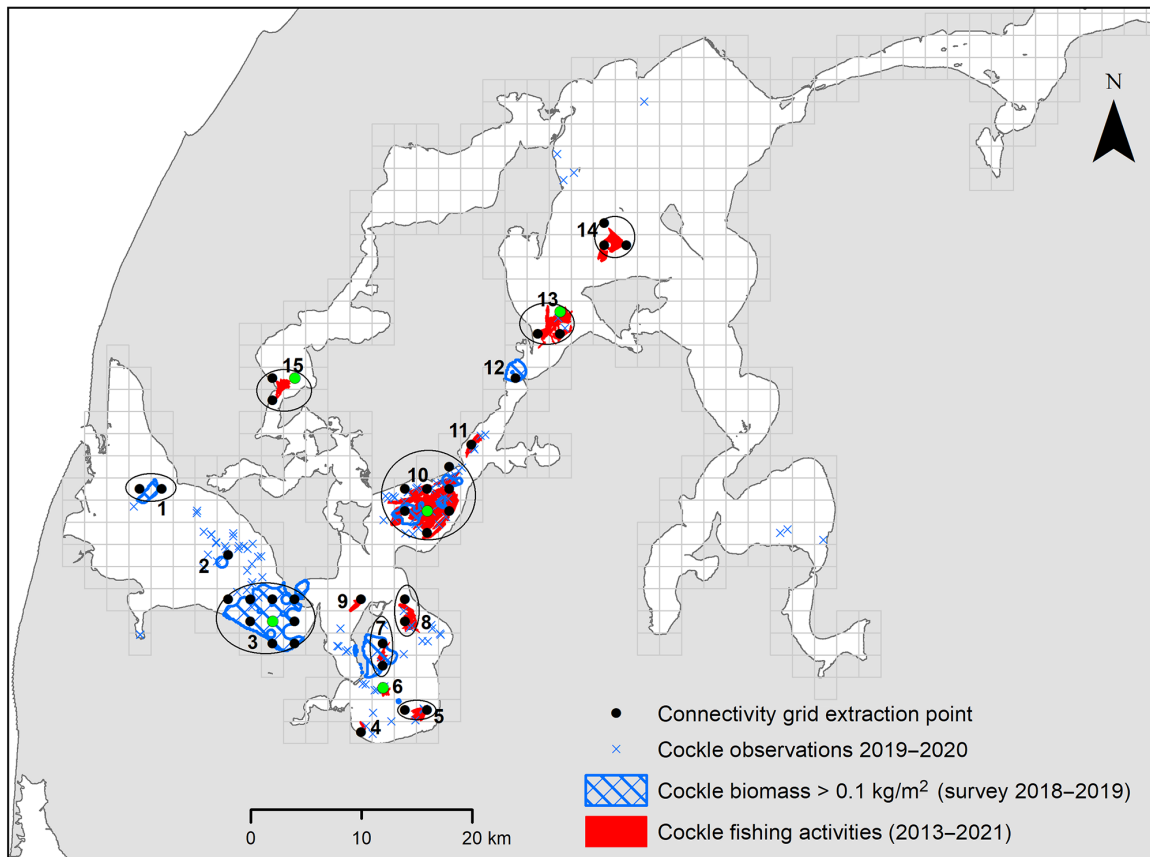 N
14
13
12
15
11
10
1
2
9
8
7
3
6
5
4
Connectivity grid extraction point
Cockle observations 2019–2020
Cockle biomass > 0.1 kg/m² (survey 2018–2019)
Cockle fishing activities (2013–2021)
0 10 20 km